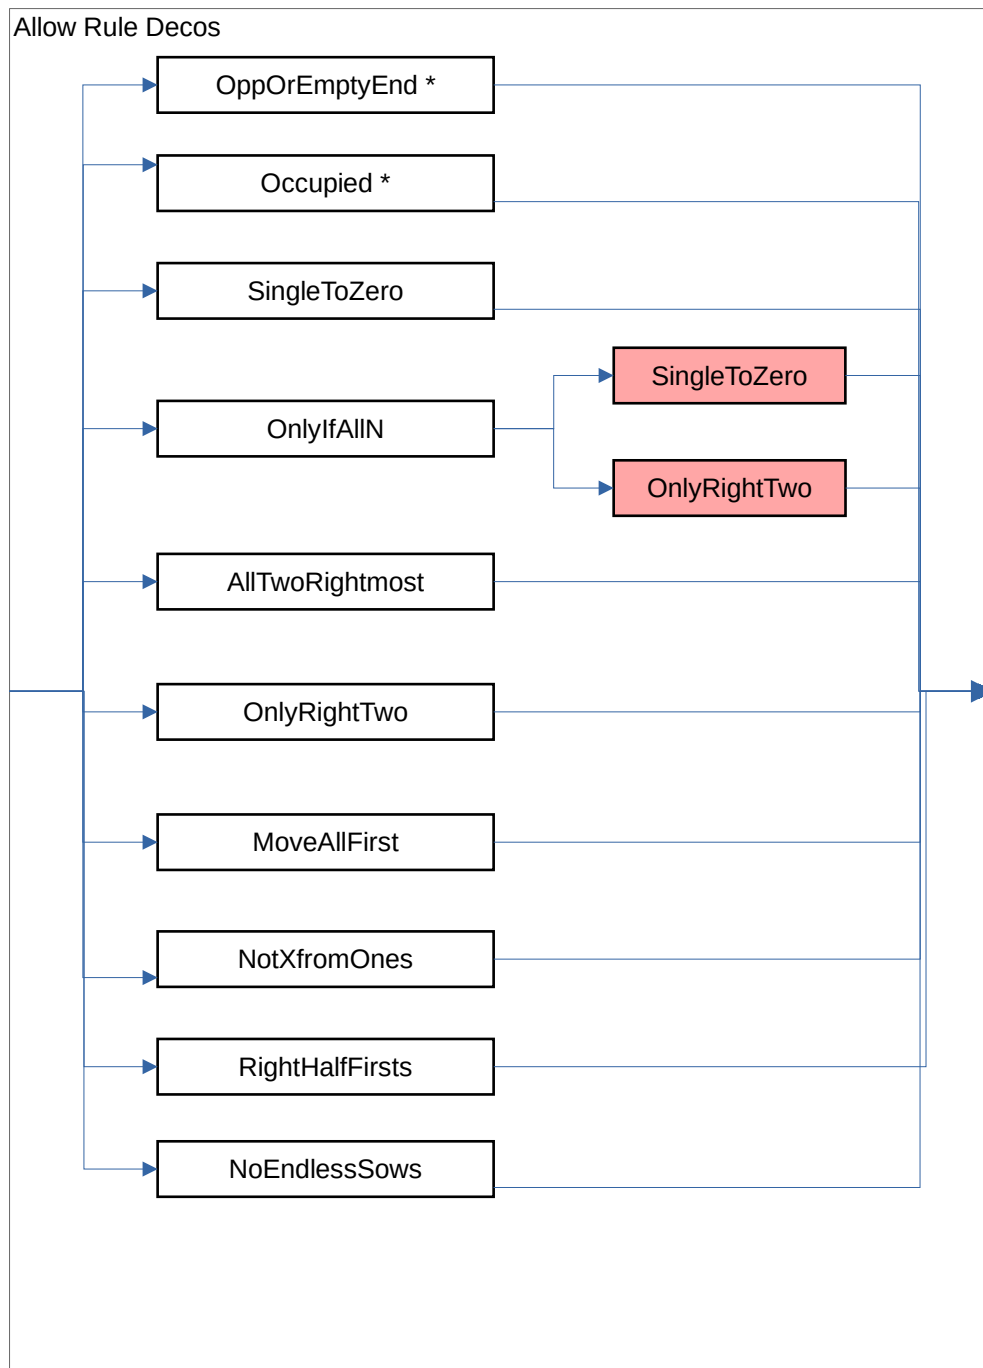 Allow Rule Decos
OppOrEmptyEnd *
Occupied *
SingleToZero
SingleToZero
OnlyIfAllN
OnlyRightTwo
AllTwoRightmost
OnlyRightTwo
MoveAllFirst
NotXfromOnes
RightHalfFirsts
NoEndlessSows